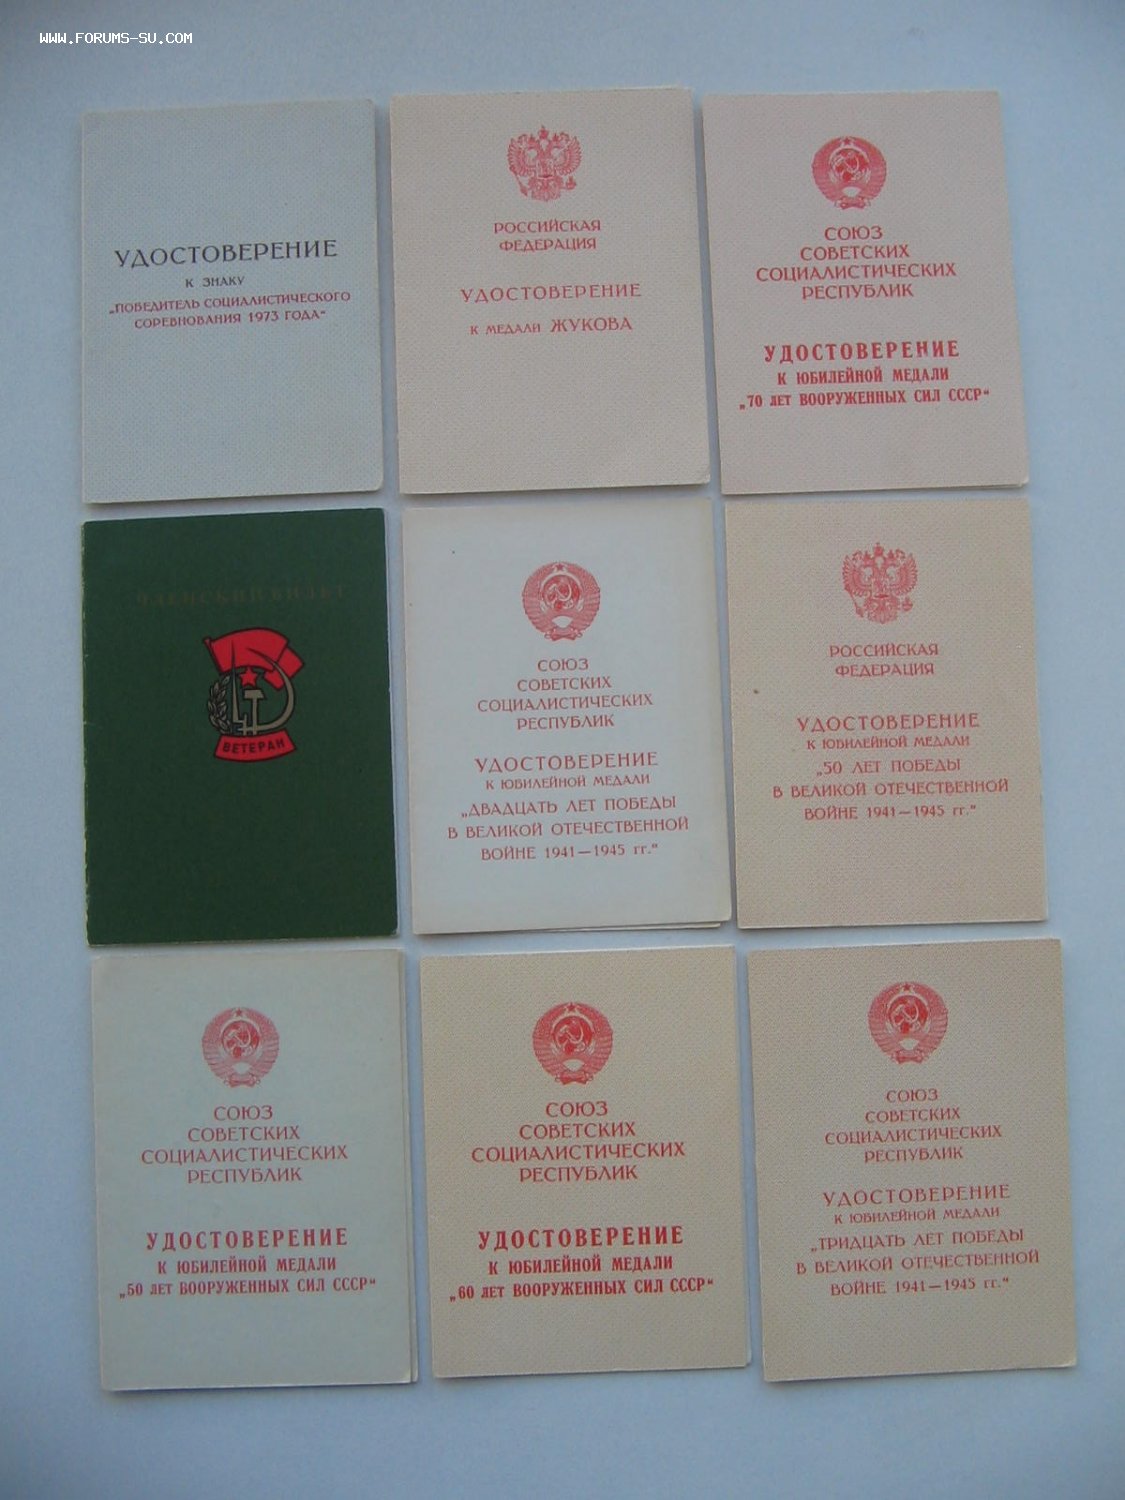 WWW.FORUMS-SU.COM
УДОСТОВЕРЕНИЕ
К ЗНАКУ
„ПОБЕДИТЕЛЬ СОЦИАЛИСТИЧЕСКОГО
СОРЕВНОВАНИЯ 1973 ГОДА“
РОССИЙСКАЯ
ФЕДЕРАЦИЯ
УДОСТОВЕРЕНИЕ
К МЕДАЛИ ЖУКОВА
СОЮЗ
СОВЕТСКИХ
СОЦИАЛИСТИЧЕСКИХ
РЕСПУБЛИК
УДОСТОВЕРЕНИЕ
К ЮБИЛЕЙНОЙ МЕДАЛИ
„70 ЛЕТ ВООРУЖЕННЫХ СИЛ СССР“
ЧЛЕНСКИЙ БИЛЕТ
ВЕТЕРАН
СОЮЗ
СОВЕТСКИХ
СОЦИАЛИСТИЧЕСКИХ
РЕСПУБЛИК
УДОСТОВЕРЕНИЕ
К ЮБИЛЕЙНОЙ МЕДАЛИ
„ДВАДЦАТЬ ЛЕТ ПОБЕДЫ
В ВЕЛИКОЙ ОТЕЧЕСТВЕННОЙ
ВОЙНЕ 1941—1945 гг.“
РОССИЙСКАЯ
ФЕДЕРАЦИЯ
УДОСТОВЕРЕНИЕ
К ЮБИЛЕЙНОЙ МЕДАЛИ
„50 ЛЕТ ПОБЕДЫ
В ВЕЛИКОЙ ОТЕЧЕСТВЕННОЙ
ВОЙНЕ 1941—1945 гг.“
СОЮЗ
СОВЕТСКИХ
СОЦИАЛИСТИЧЕСКИХ
РЕСПУБЛИК
УДОСТОВЕРЕНИЕ
К ЮБИЛЕЙНОЙ МЕДАЛИ
„50 ЛЕТ ВООРУЖЕННЫХ СИЛ СССР“
СОЮЗ
СОВЕТСКИХ
СОЦИАЛИСТИЧЕСКИХ
РЕСПУБЛИК
УДОСТОВЕРЕНИЕ
К ЮБИЛЕЙНОЙ МЕДАЛИ
„60 ЛЕТ ВООРУЖЕННЫХ СИЛ СССР“
СОЮЗ
СОВЕТСКИХ
СОЦИАЛИСТИЧЕСКИХ
РЕСПУБЛИК
УДОСТОВЕРЕНИЕ
К ЮБИЛЕЙНОЙ МЕДАЛИ
„ТРИДЦАТЬ ЛЕТ ПОБЕДЫ
В ВЕЛИКОЙ ОТЕЧЕСТВЕННОЙ
ВОЙНЕ 1941—1945 гг.“